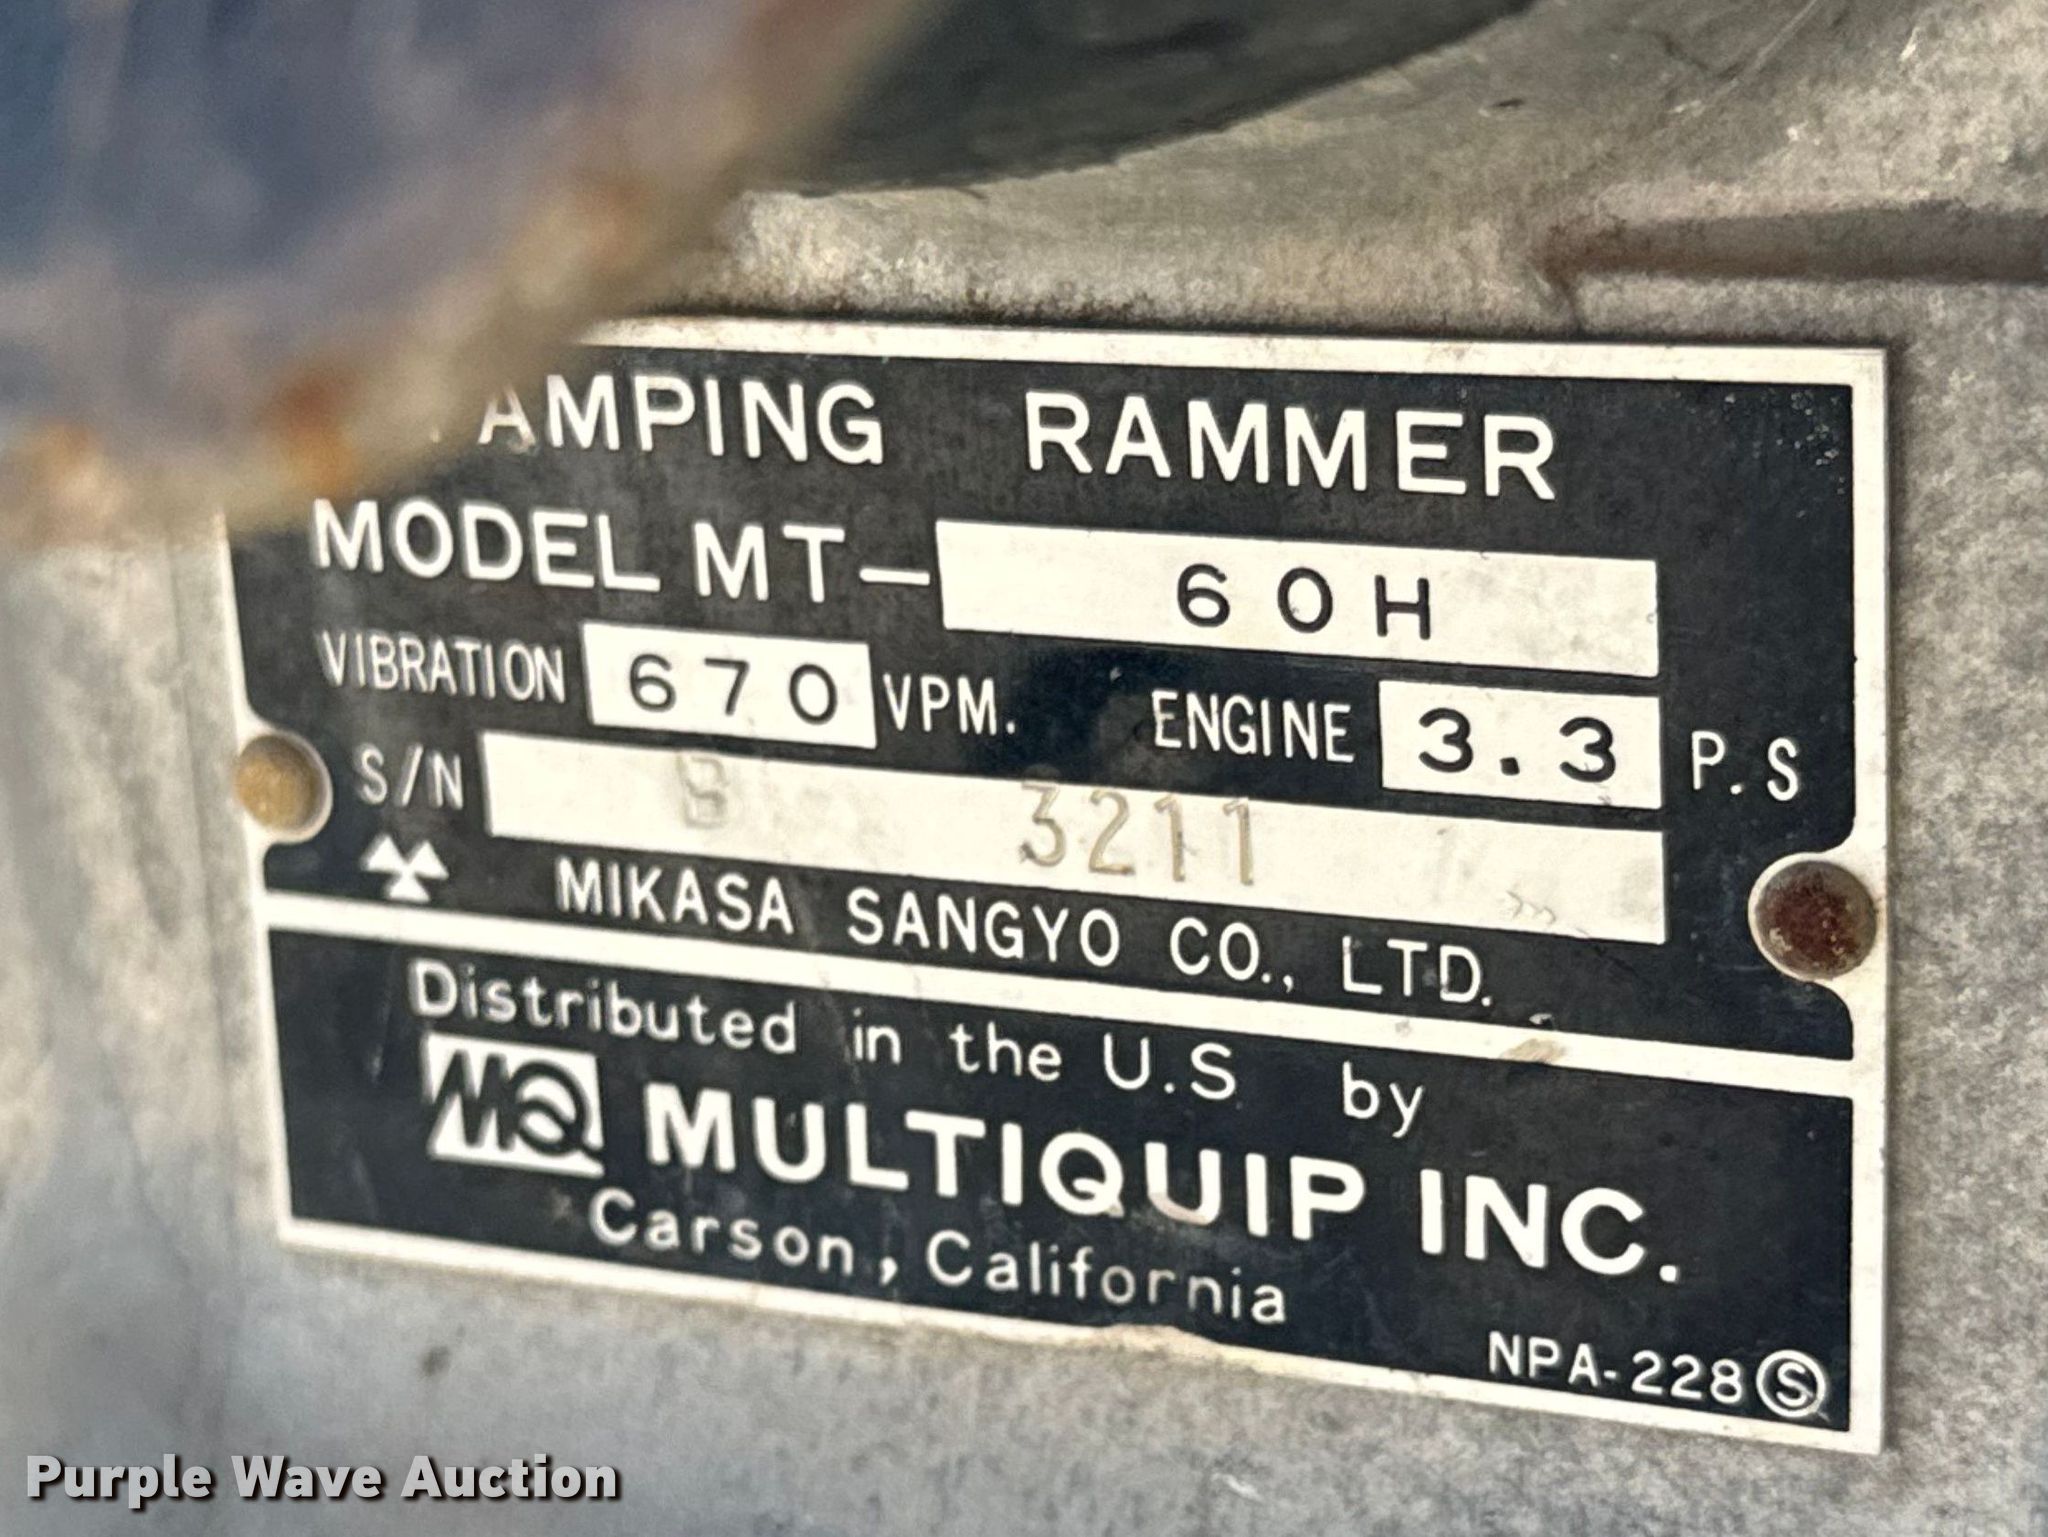 AMPING RAMMER
MODEL MT- 60H
VIBRATION 670 VPM. ENGINE 3.3 P.S
S/N B 3211
MIKASA SANGYO CO., LTD.
Distributed in the U.S by
MQ MULTIQUIP INC.
Carson, California
NPA-228 Ⓢ
Purple Wave Auction